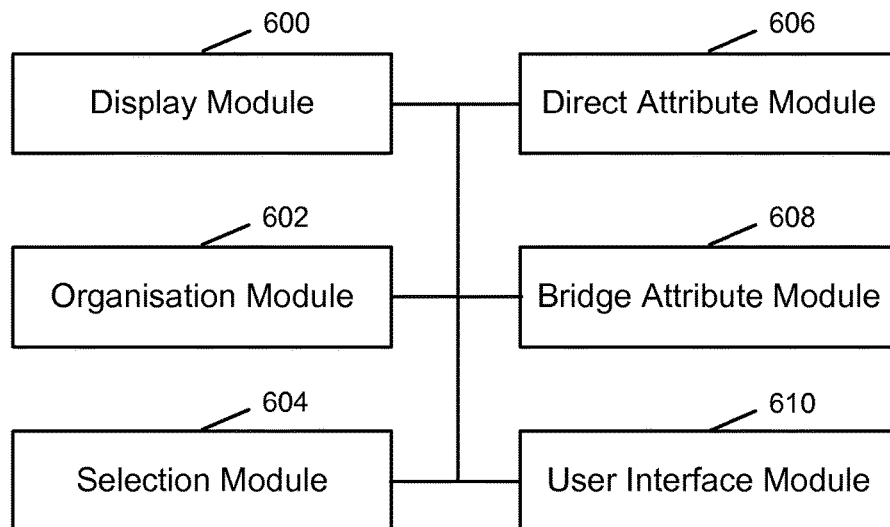 600
606
Display Module
Direct Attribute Module
602
608
Organisation Module
Bridge Attribute Module
604
610
Selection Module
User Interface Module